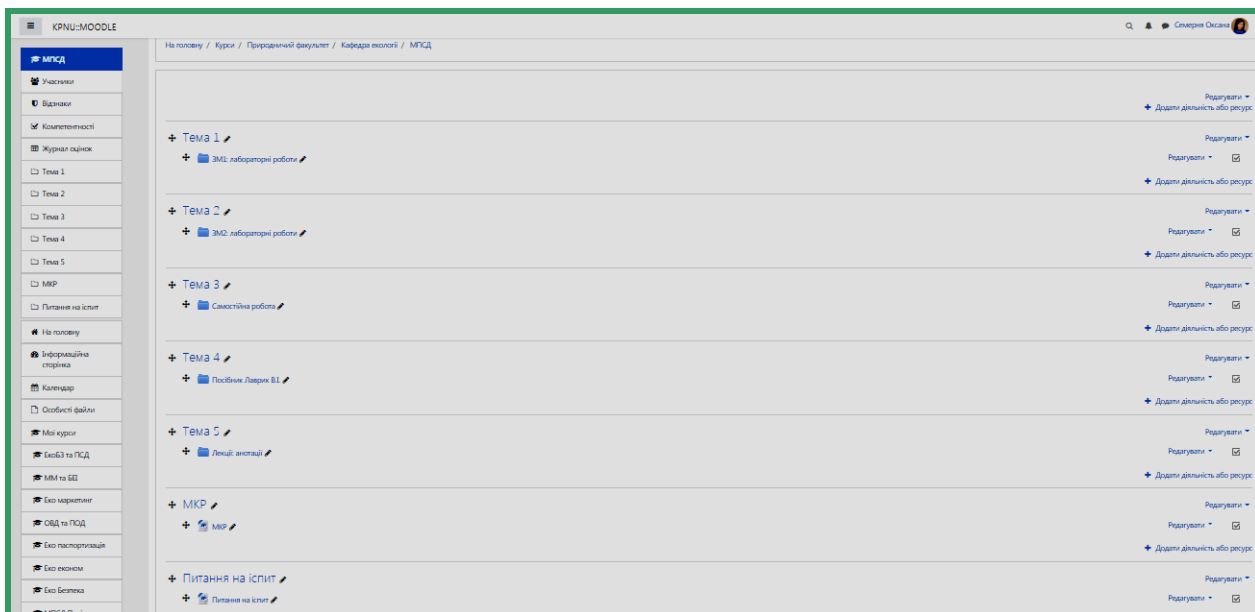 KPNU::MOODLE
Семерня Оксана
МПСД
Учасники
Відзнаки
Компетентності
Журнал оцінок
Тема 1
Тема 2
Тема 3
Тема 4
Тема 5
МКР
Питання на іспит
На головну
Інформаційна
сторінка
Календар
Особисті файли
Мої курси
ЕкоБЗ та ПСД
ММ та БЕІ
Еко маркетинг
ОВД та ПОД
Еко паспортизація
Еко економ
Еко Безпека
На головну / Курси / Природничий факультет / Кафедра екології / МПСД
Редагувати
Додати діяльність або ресурс
Тема 1 Редагувати
ЗМ1: лабораторні роботи Редагувати
Додати діяльність або ресурс
Тема 2 Редагувати
ЗМ2: лабораторні роботи Редагувати
Додати діяльність або ресурс
Тема 3 Редагувати
Самостійна робота Редагувати
Додати діяльність або ресурс
Тема 4 Редагувати
Посібник Лаврик В.І. Редагувати
Додати діяльність або ресурс
Тема 5 Редагувати
Лекції: анотації Редагувати
Додати діяльність або ресурс
МКР Редагувати
МКР Редагувати
Додати діяльність або ресурс
Питання на іспит Редагувати
Питання на іспит Редагувати